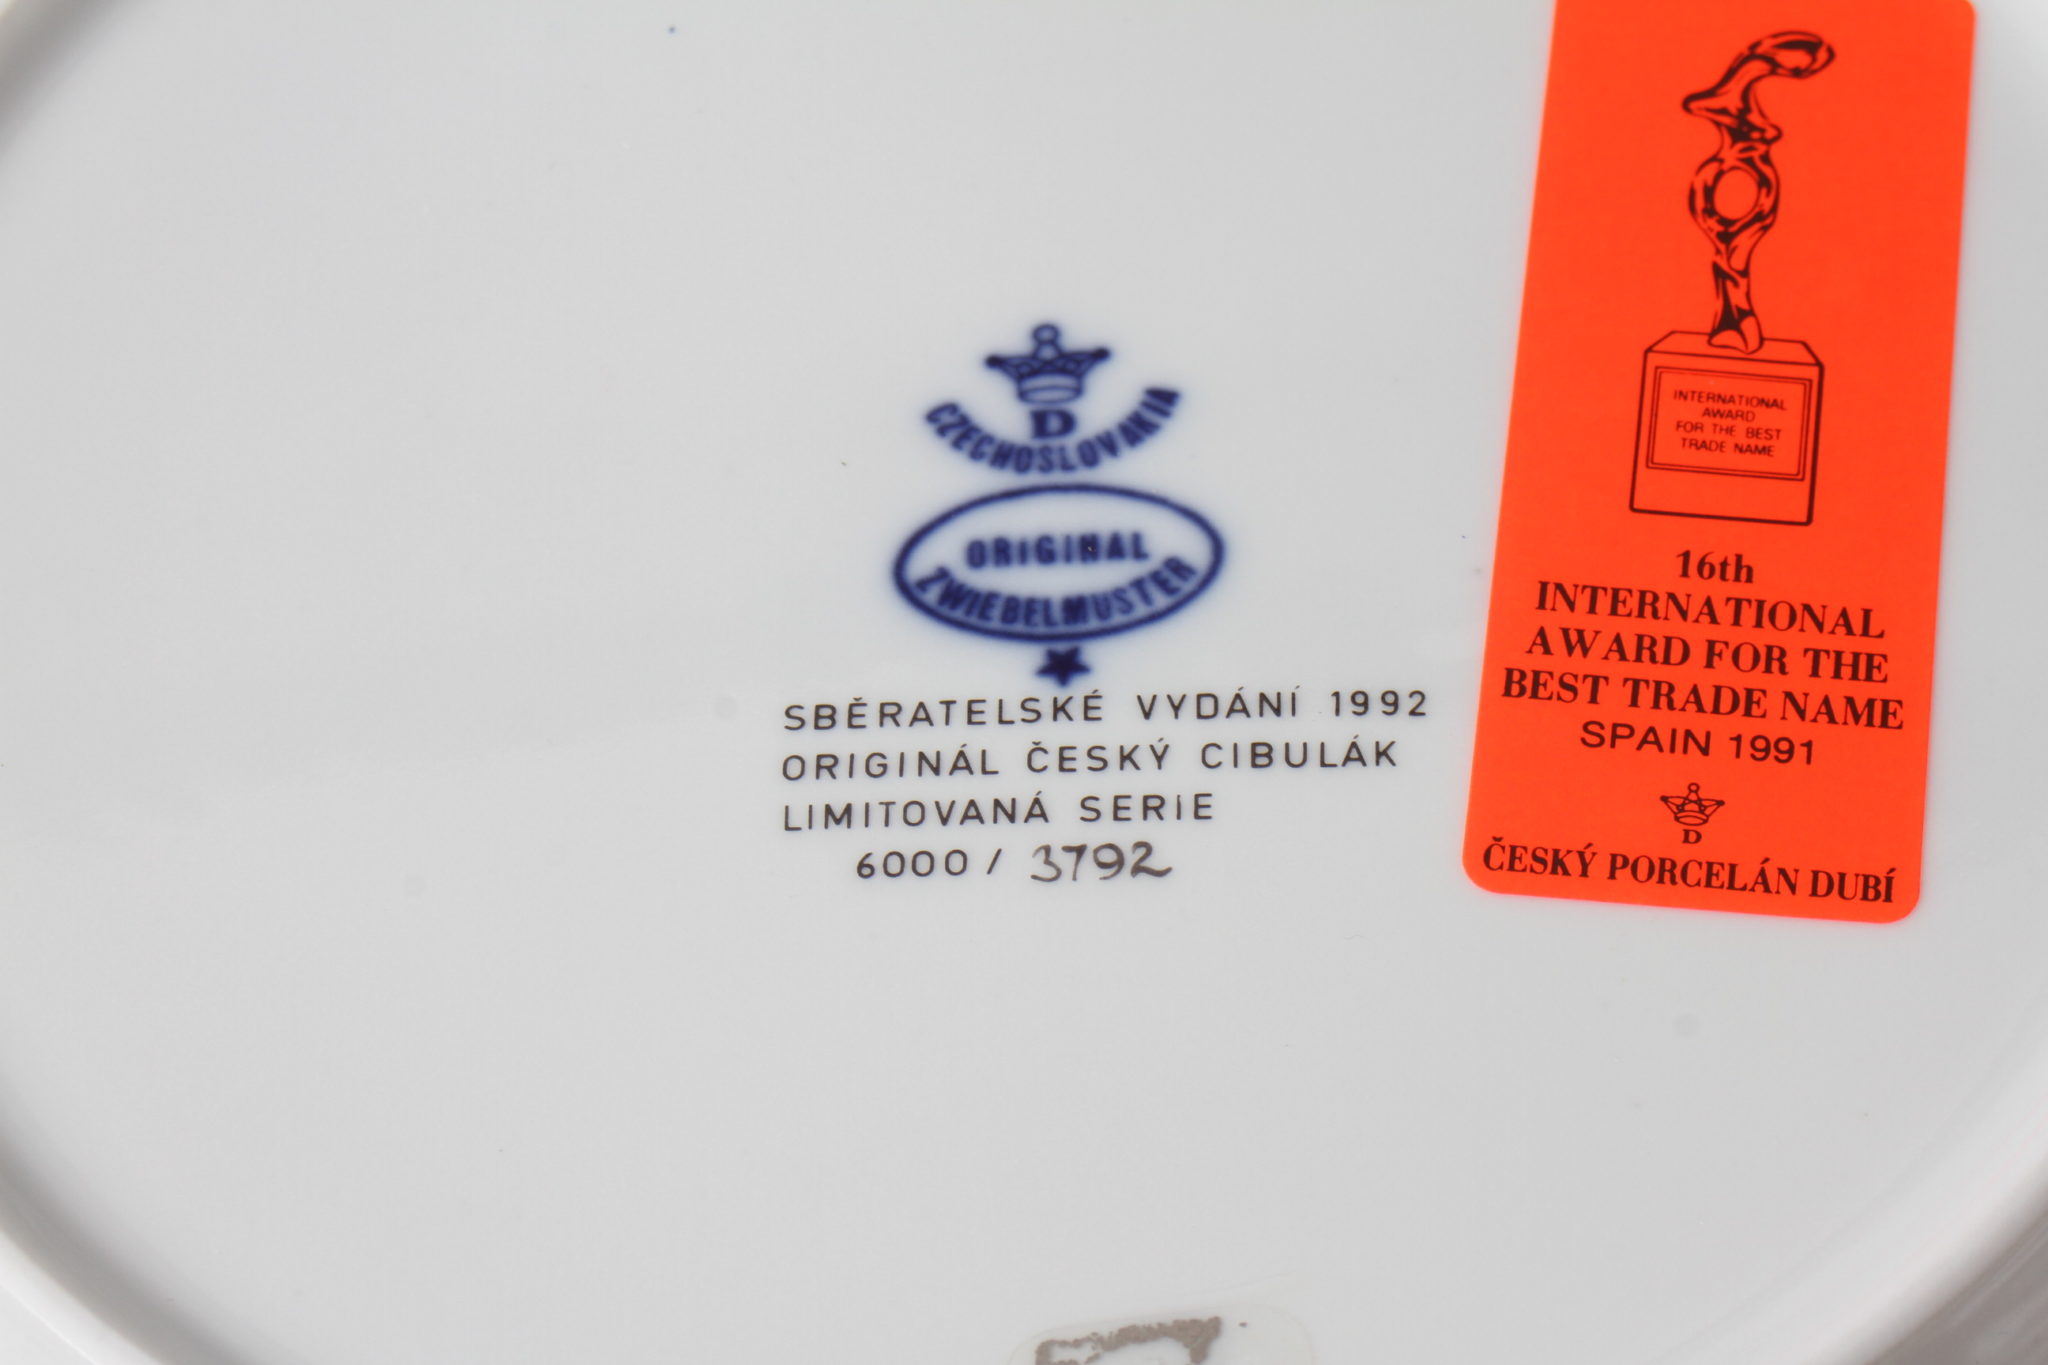 D
CZECHOSLOVAKIA
ORIGINAL
ZWIEBELMUSTER
SBĚRATELSKÉ VYDÁNÍ 1992
ORIGINÁL ČESKÝ CIBULÁK
LIMITOVANÁ SERIE
6000 / 3792
INTERNATIONAL
AWARD
FOR THE BEST
TRADE NAME
16th
INTERNATIONAL
AWARD FOR THE
BEST TRADE NAME
SPAIN 1991
D
ČESKÝ PORCELÁN DUBÍ